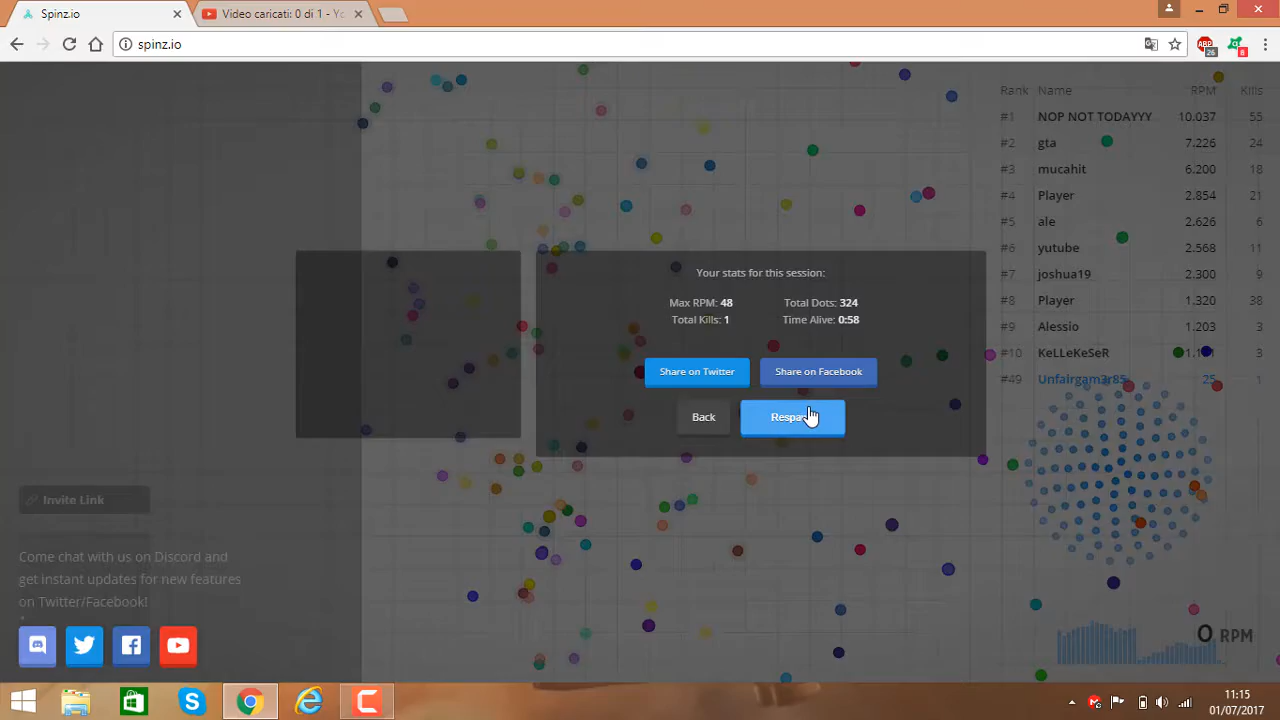 Spinz.io
Video caricati: 0 di 1 - Yo
spinz.io
ABP
26
8
Rank Name RPM Kills
#1 NOP NOT TODAYYY 10.037 55
#2 gta 7.226 24
#3 mucahit 6.200 18
#4 Player 2.854 21
#5 ale 2.626 6
#6 yutube 2.568 11
#7 joshua19 2.300 9
#8 Player 1.320 38
#9 Alessio 1.203 3
#10 KeLLeKeSeR 3
#49 Unfairgam3r85 25 1
Your stats for this session:
Max RPM: 48 Total Dots: 324
Total Kills: 1 Time Alive: 0:58
Share on Twitter Share on Facebook
Back Respa
Invite Link
Come chat with us on Discord and
get instant updates for new features
on Twitter/Facebook!
0 RPM
11:15
01/07/2017